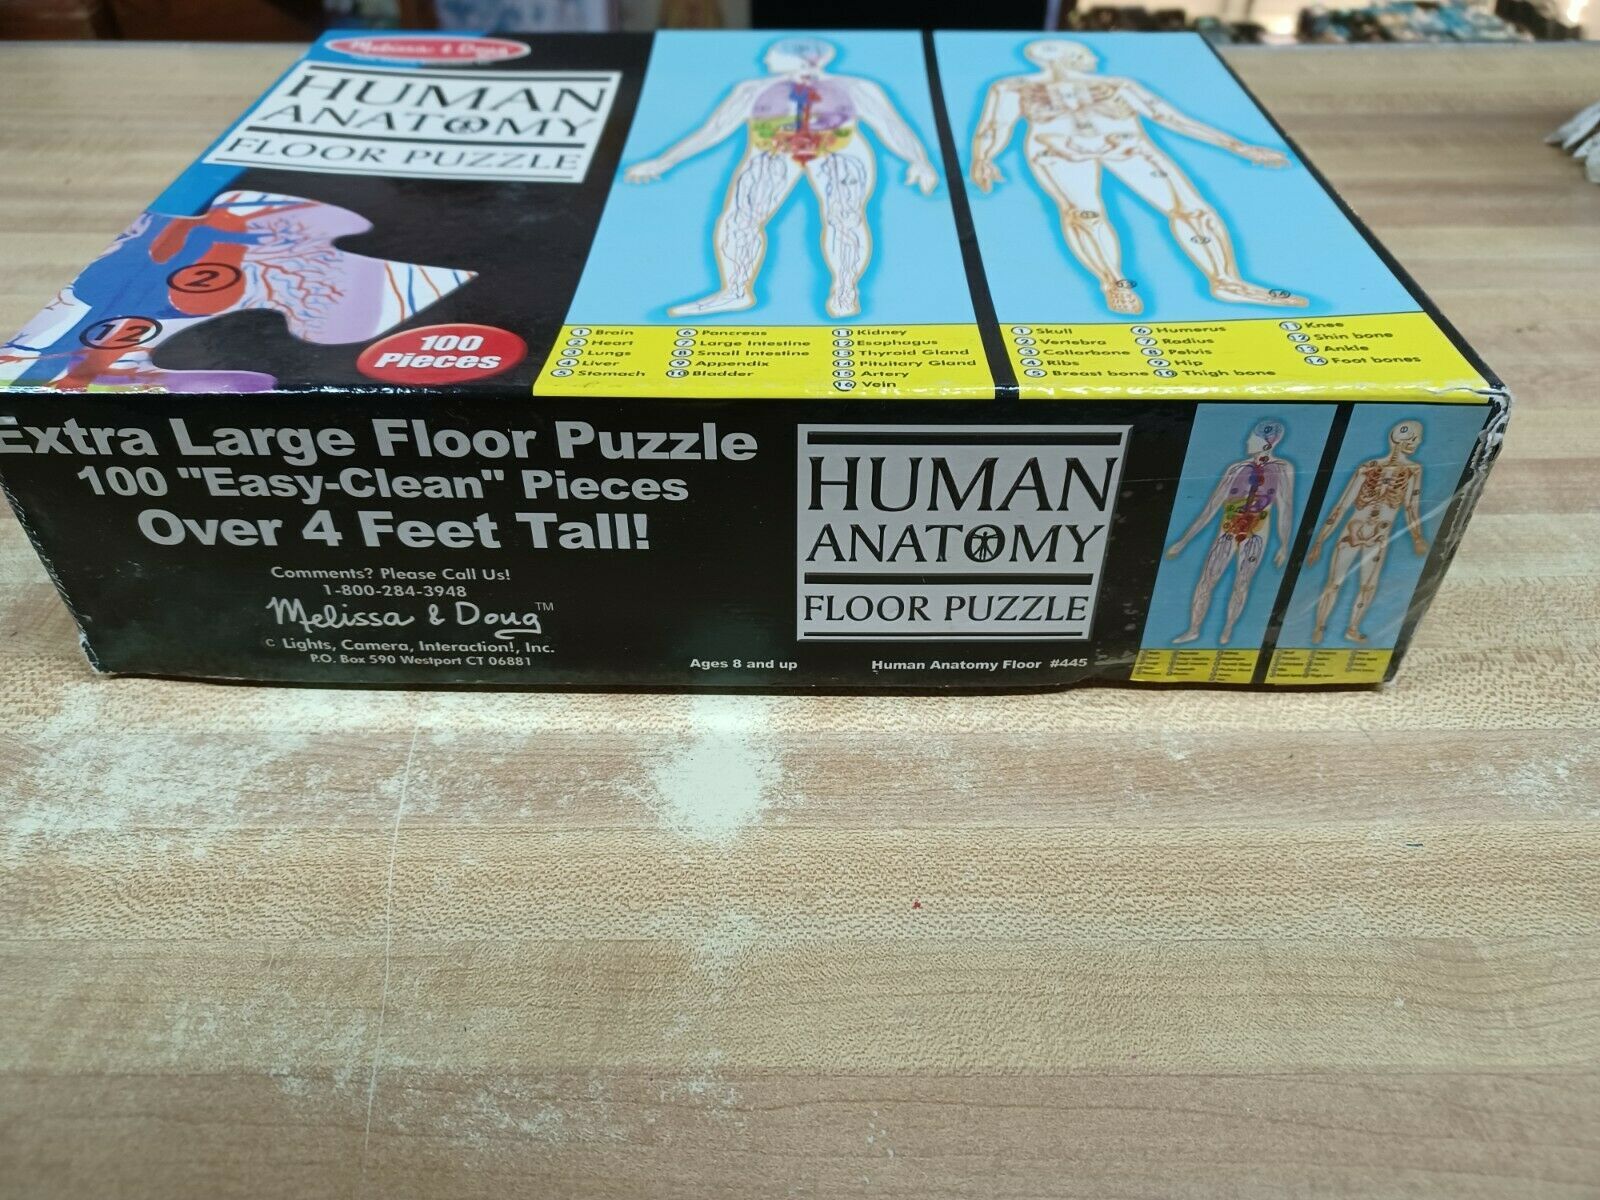 Melissa & Doug
HUMAN
ANATOMY
FLOOR PUZZLE
2
12
100
Pieces
1 Brain
2 Heart
3 Lungs
4 Liver
5 Stomach
6 Pancreas
7 Large Intestine
8 Small Intestine
9 Appendix
10 Bladder
11 Kidney
12 Esophagus
13 Thyroid Gland
14 Pituitary Gland
15 Artery
16 Vein
1 Skull
2 Vertebra
3 Collarbone
4 Ribs
5 Breast bone
6 Humerus
7 Radius
8 Pelvis
9 Hip
10 Thigh bone
11 Knee
12 Shin bone
13 Ankle
14 Foot bones
Extra Large Floor Puzzle
100 "Easy-Clean" Pieces
Over 4 Feet Tall!
Comments? Please Call Us!
1-800-284-3948
Melissa & Doug™
c Lights, Camera, Interaction!, Inc.
P.O. Box 590 Westport CT 06881
HUMAN
ANATOMY
FLOOR PUZZLE
Ages 8 and up
Human Anatomy Floor #445